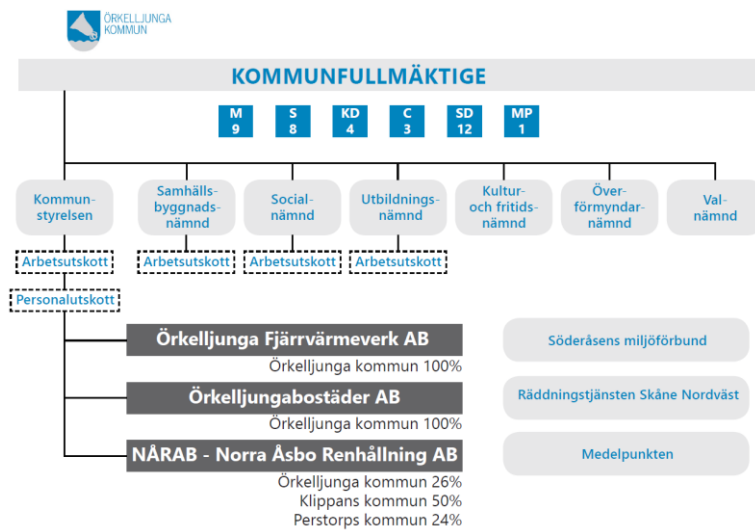 ÖRKELLJUNGA
KOMMUN
KOMMUNFULLMÄKTIGE
M
9
S
8
KD
4
C
3
SD
12
MP
1
Kommun-
styrelsen
Samhälls-
byggnads-
nämnd
Social-
nämnd
Utbildnings-
nämnd
Kultur-
och fritids-
nämnd
Över-
förmyndar-
nämnd
Val-
nämnd
Arbetsutskott
Arbetsutskott
Arbetsutskott
Arbetsutskott
Personalutskott
Örkelljunga Fjärrvärmeverk AB
Örkelljunga kommun 100%
Örkelljungabostäder AB
Örkelljunga kommun 100%
NÅRAB - Norra Åsbo Renhållning AB
Örkelljunga kommun 26%
Klippans kommun 50%
Perstorps kommun 24%
Söderåsens miljöförbund
Räddningstjänsten Skåne Nordväst
Medelpunkten